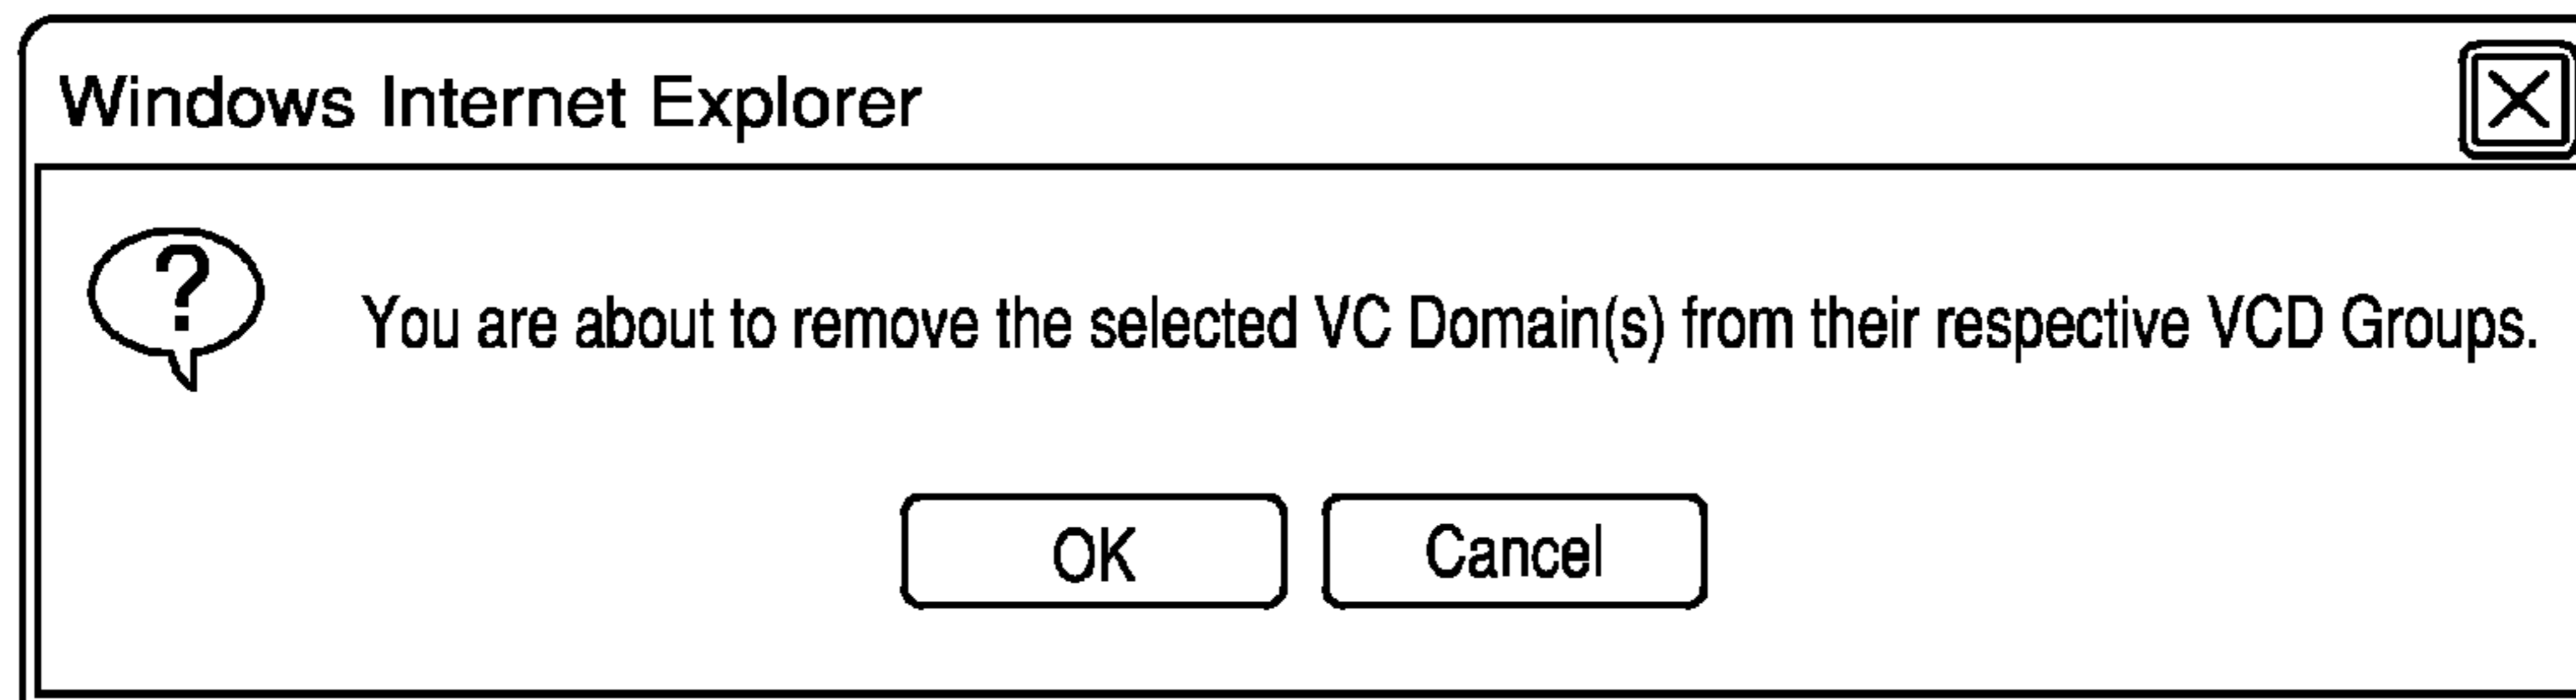 Windows Internet Explorer
?
You are about to remove the selected VC Domain(s) from their respective VCD Groups.
OK
Cancel